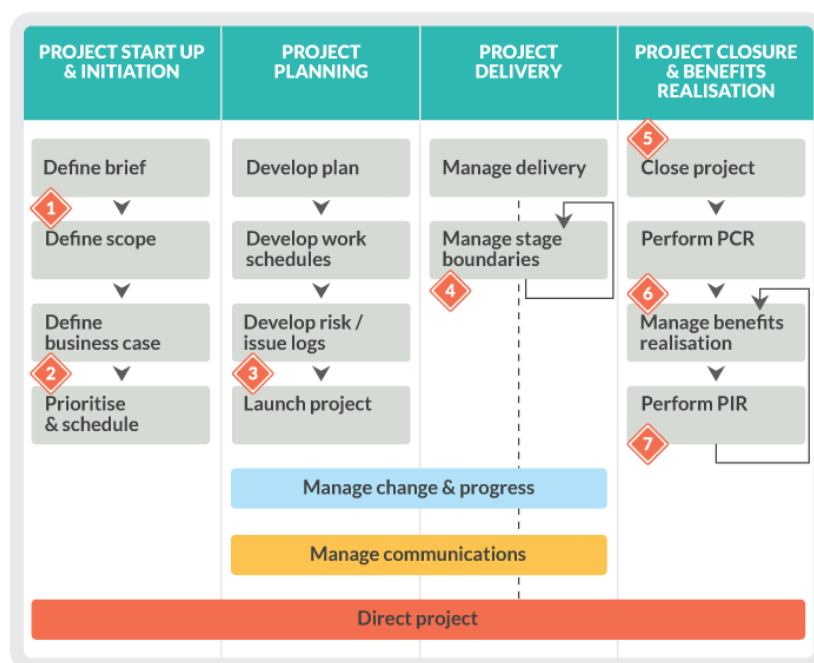 PROJECT START UP
& INITIATION
PROJECT
PLANNING
PROJECT
DELIVERY
PROJECT CLOSURE
& BENEFITS
REALISATION
Define brief
1
Define scope
Define
business case
2
Prioritise
& schedule
Develop plan
Develop work
schedules
Develop risk /
issue logs
3
Launch project
Manage delivery
Manage stage
boundaries
4
5
Close project
Perform PCR
6
Manage benefits
realisation
Perform PIR
7
Manage change & progress
Manage communications
Direct project